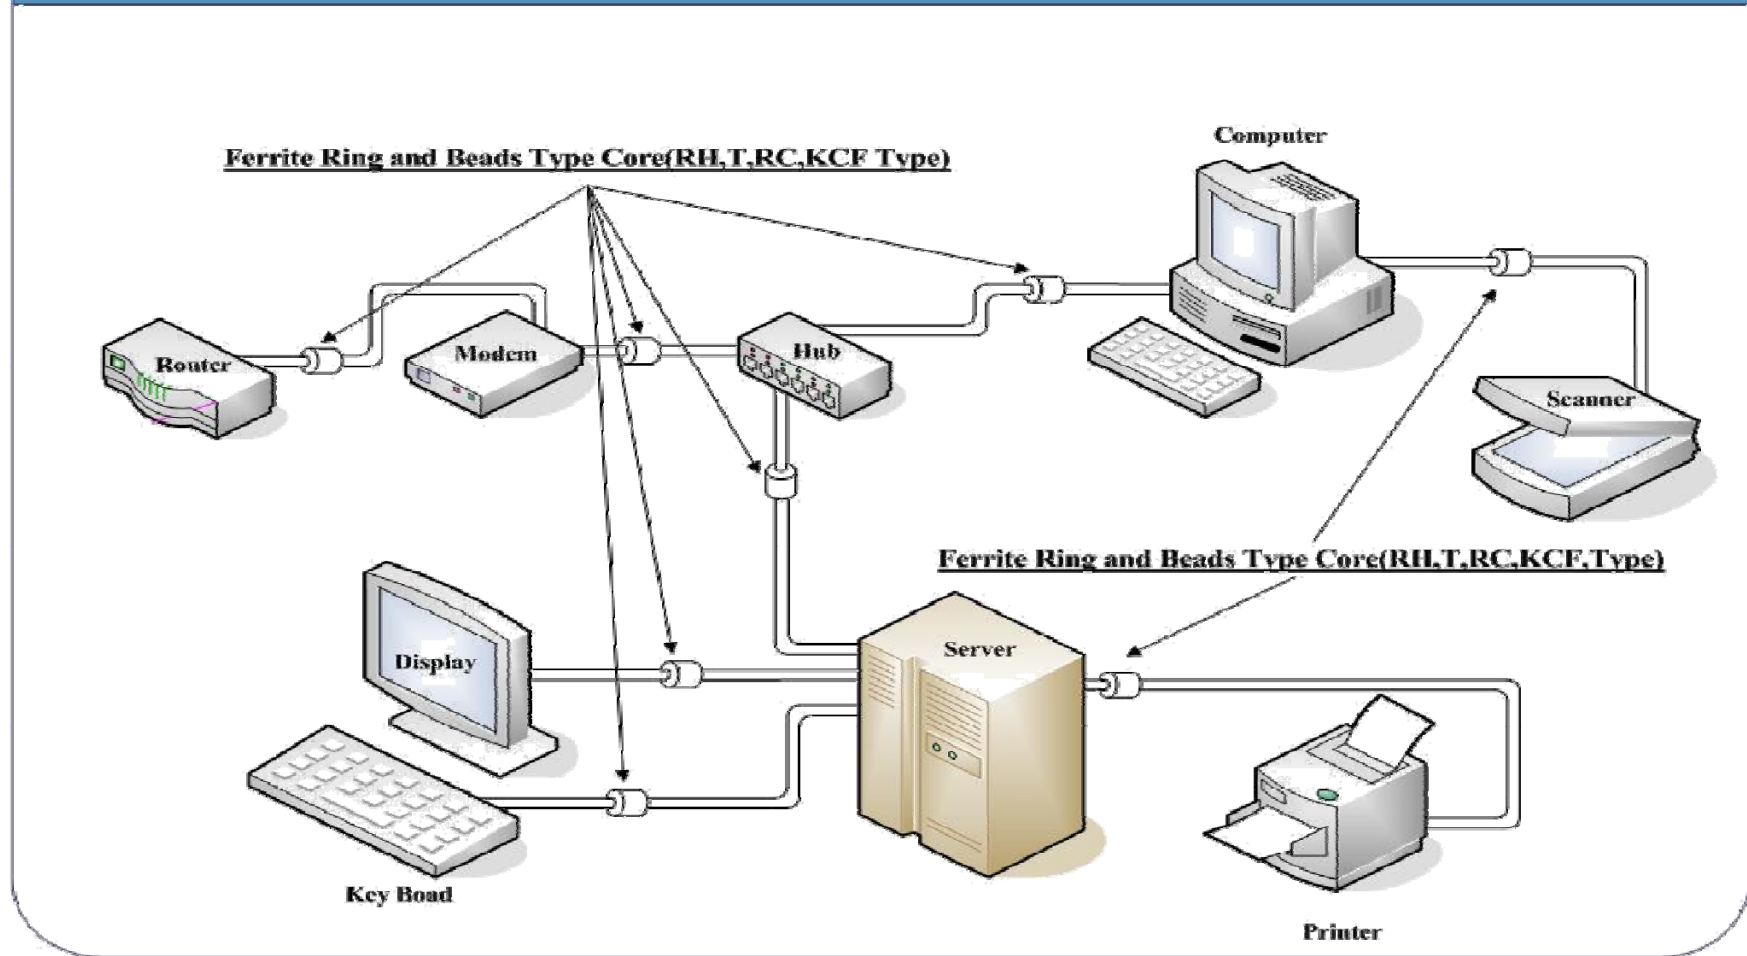 Computer
Ferrite Ring and Beads Type Core(RH,T,RC,KCF Type)
Router
Modem
Hub
Scanner
Ferrite Ring and Beads Type Core(RH,T,RC,KCF,Type)
Display
Server
Key Boad
Printer